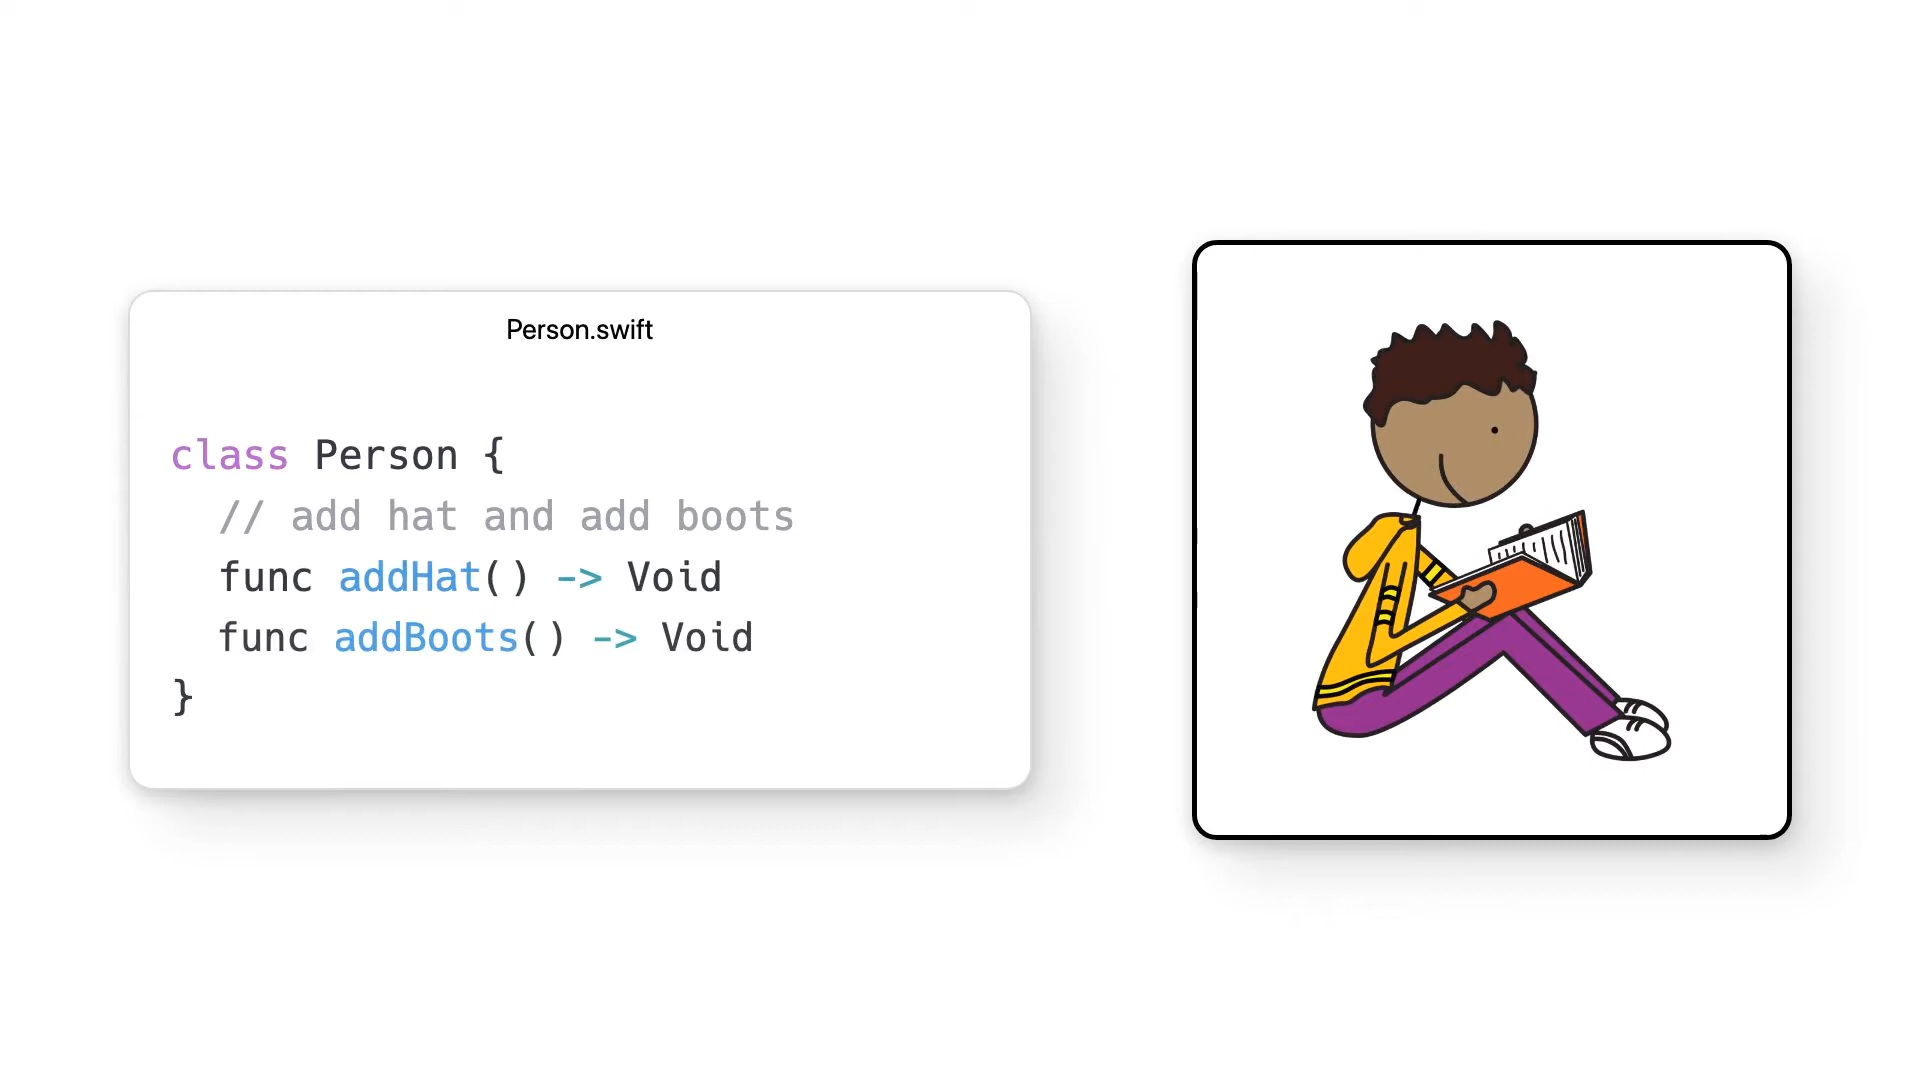 Person.swift
class Person {
  // add hat and add boots
  func addHat() -> Void
  func addBoots() -> Void
}